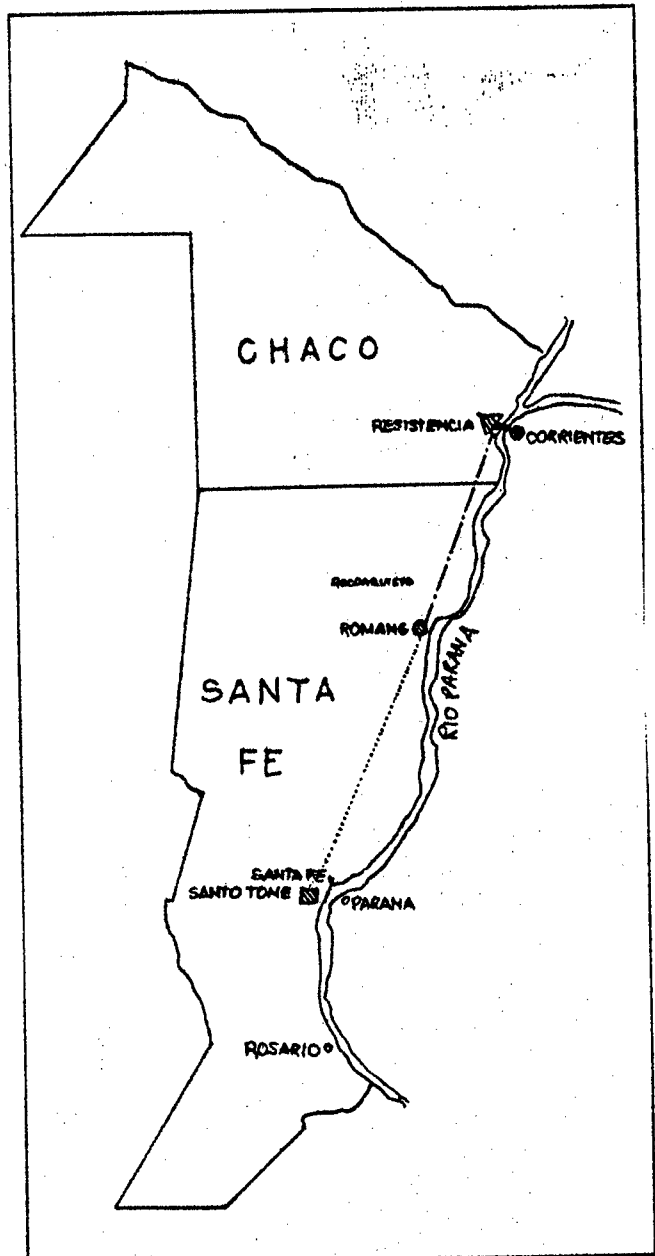 CHACO
RESISTENCIA
CORRIENTES
ROMANG
RIO PARANA
SANTA
FE
SANTA FE
SANTO TOME
PARANA
ROSARIO